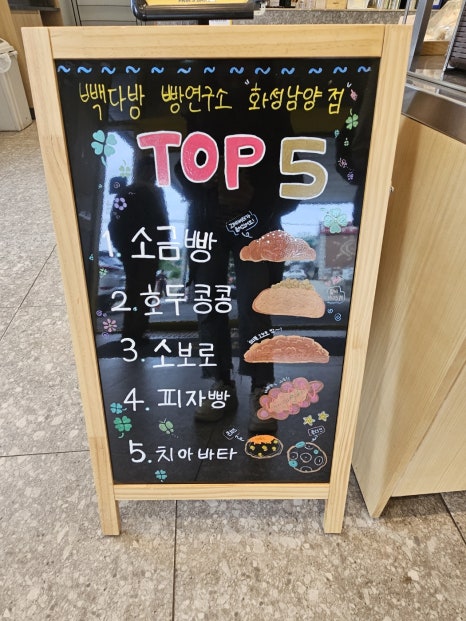 빽다방 빵연구소 "화성남양점"
TOP 5
1. 소금빵
2. 호두콩콩
3. 소보로
4. 피자빵
5. 치아바타